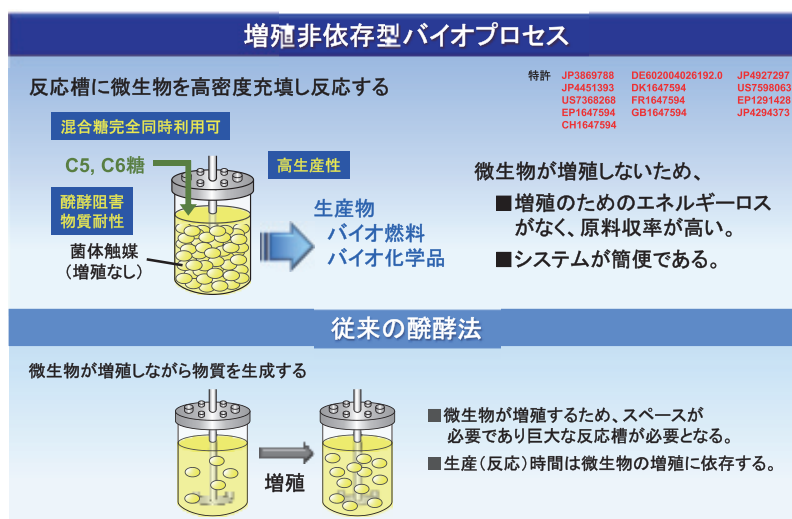 増殖非依存型バイオプロセス
反応槽に微生物を高密度充填し反応する
特許 JP3869788 DE602004026192.0 JP4927297
JP4451393 DK1647594 US7598063
US7368268 FR1647594 EP1291428
EP1647594 GB1647594 JP4294373
CH1647594
混合糖完全同時利用可
C5, C6糖
高生産性
醗酵阻害
物質耐性
菌体触媒
（増殖なし）
生産物
バイオ燃料
バイオ化学品
微生物が増殖しないため、
■増殖のためのエネルギーロス
がなく、原料収率が高い。
■システムが簡便である。
従来の醗酵法
微生物が増殖しながら物質を生成する
増殖
■微生物が増殖するため、スペースが
必要であり巨大な反応槽が必要となる。
■生産（反応）時間は微生物の増殖に依存する。